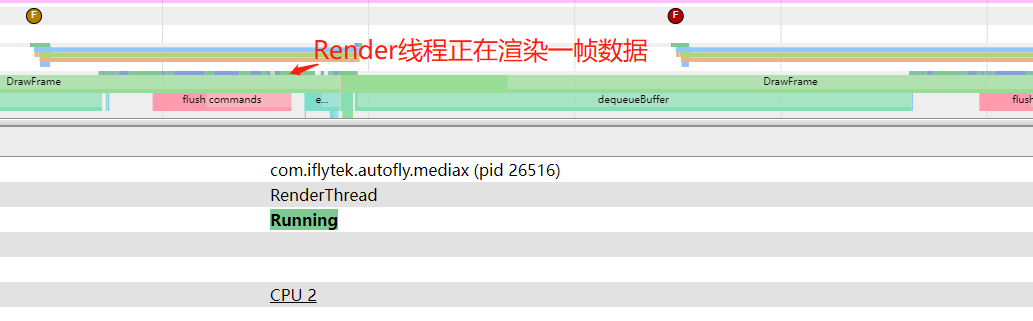 F
F
Render线程正在渲染一帧数据
DrawFrame
DrawFrame
flush commands
e...
dequeueBuffer
flush
com.iflytek.autofly.mediax (pid 26516)
RenderThread
Running
CPU 2